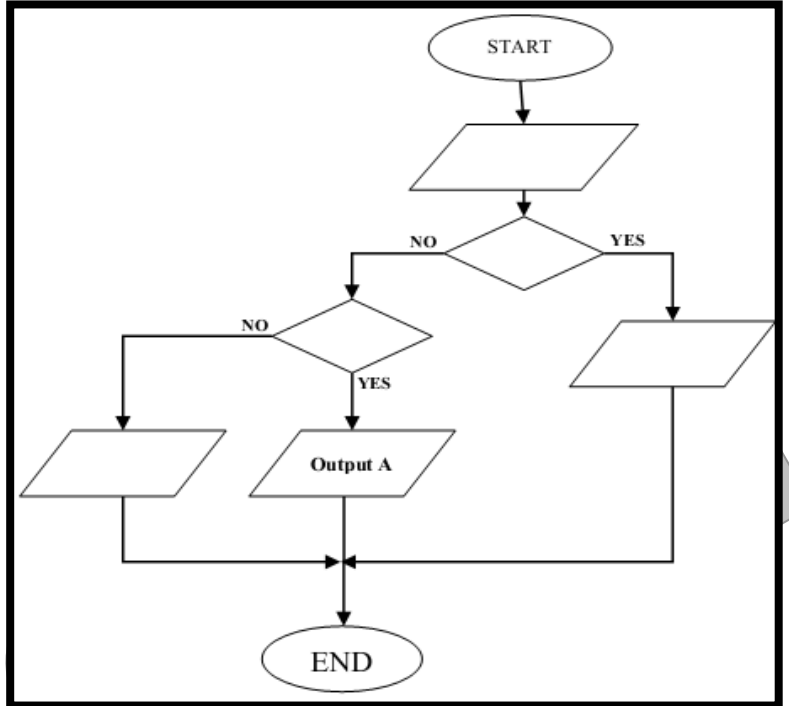 START
NO
YES
NO
YES
Output A
END